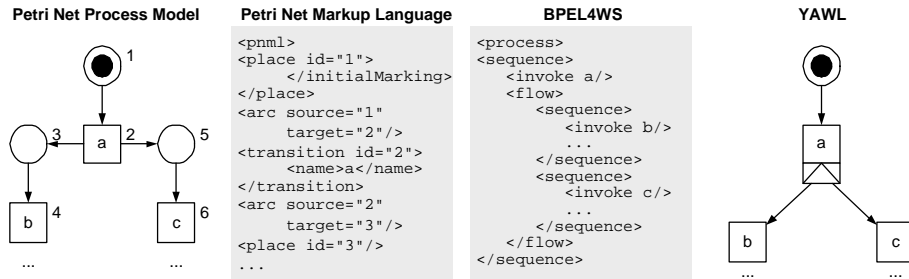 Petri Net Process Model
1
3
a
2
5
b
4
c
6
...
...
Petri Net Markup Language
<pnml>
<place id="1">
</initialMarking>
</place>
<arc source="1"
target="2"/>
<transition id="2">
<name>a</name>
</transition>
<arc source="2"
target="3"/>
<place id="3"/>
...
BPEL4WS
<process>
<sequence>
<invoke a/>
<flow>
<sequence>
<invoke b/>
...
</sequence>
<sequence>
<invoke c/>
...
</sequence>
</flow>
</sequence>
YAWL
a
b
c
...
...